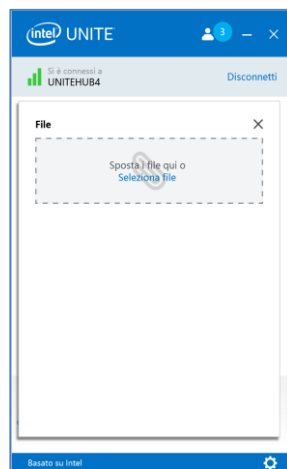 intel UNITE
3
Si è connessi a
UNITEHUB4
Disconnetti
File
Sposta i file qui o
Seleziona file
Basato su Intel